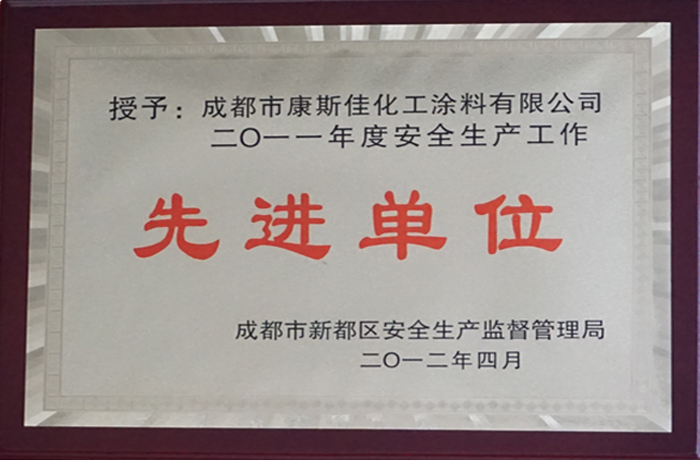 授予：成都市康斯佳化工涂料有限公司
二〇一一年度安全生产工作
先进单位
成都市新都区安全生产监督管理局
二〇一二年四月